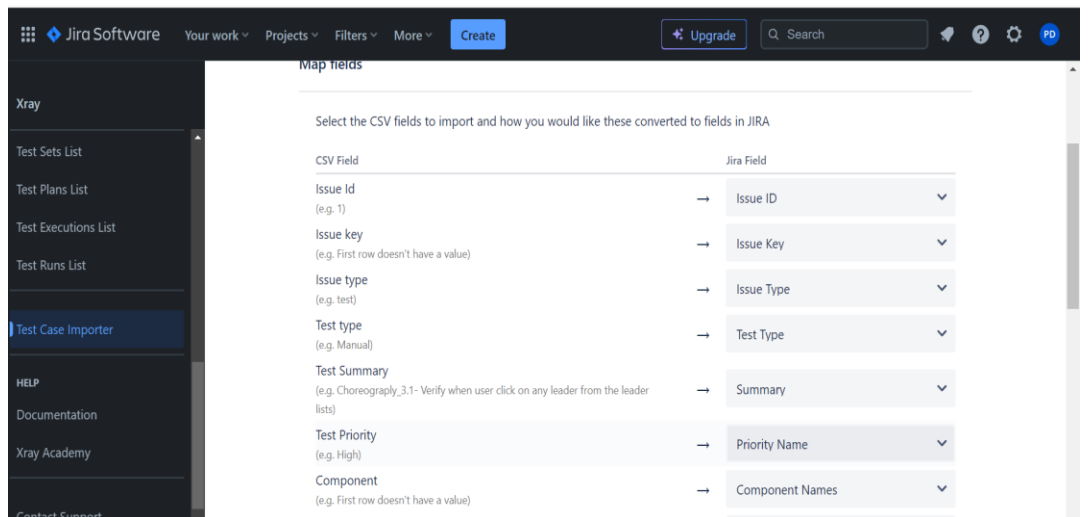 Jira Software
Your work
Projects
Filters
More
Create
Upgrade
Search
PD
Xray
Test Sets List
Test Plans List
Test Executions List
Test Runs List
Test Case Importer
HELP
Documentation
Xray Academy
Contact Support
Map fields
Select the CSV fields to import and how you would like these converted to fields in JIRA
CSV Field
Jira Field
Issue Id
(e.g. 1)
Issue ID
Issue key
(e.g. First row doesn't have a value)
Issue Key
Issue type
(e.g. test)
Issue Type
Test type
(e.g. Manual)
Test Type
Test Summary
(e.g. Choreograply_3.1- Verify when user click on any leader from the leader
lists)
Summary
Test Priority
(e.g. High)
Priority Name
Component
(e.g. First row doesn't have a value)
Component Names